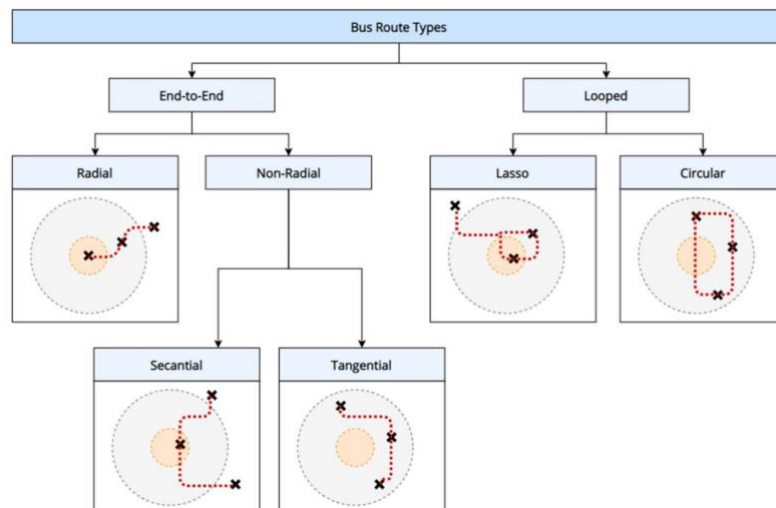 Bus Route Types
End-to-End
Looped
Radial
Non-Radial
Lasso
Circular
Secantial
Tangential